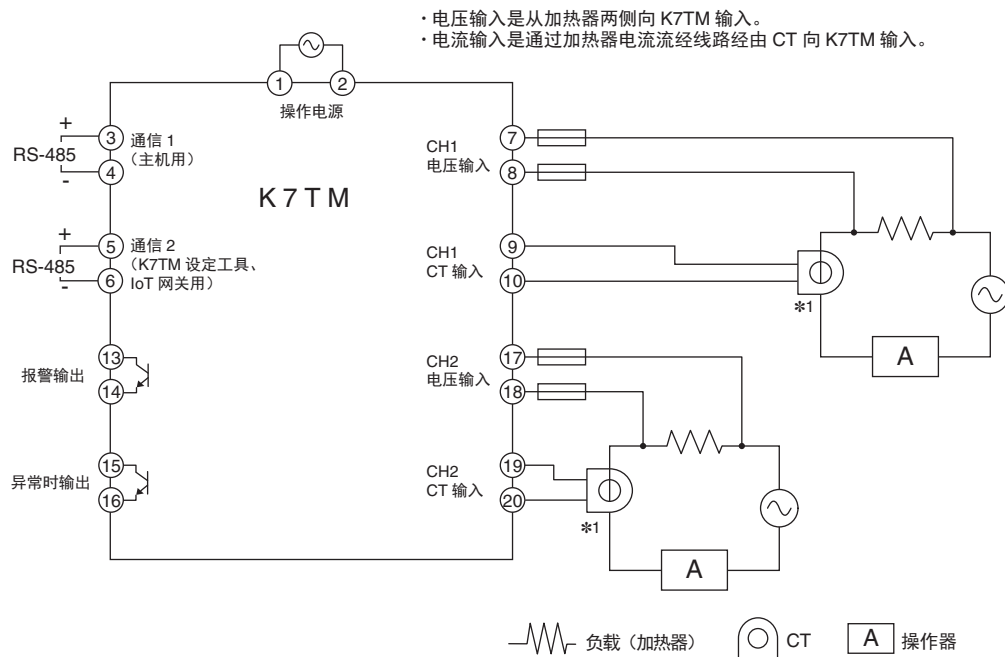 ・电压输入是从加热器两侧向 K7TM 输入。
・电流输入是通过加热器电流流经线路经由 CT 向 K7TM 输入。
1 2
操作电源
+
RS-485
-
3
4
通信 1
（主机用）
K7TM
+
RS-485
-
5
6
通信 2
（K7TM 设定工具、
IoT 网关用）
报警输出
13
14
异常时输出
15
16
CH1
电压输入
7
8
CH1
CT 输入
9
10
*1
A
CH2
电压输入
17
18
CH2
CT 输入
19
20
*1
A
负载（加热器） CT A 操作器